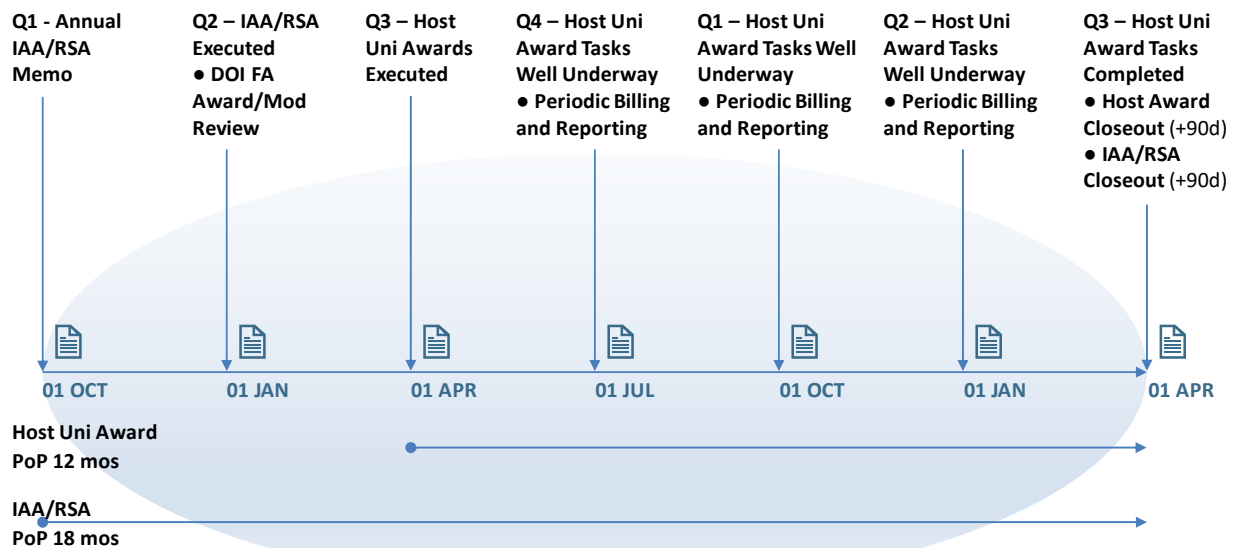 Q1 - Annual
IAA/RSA
Memo
Q2 – IAA/RSA
Executed
● DOI FA
Award/Mod
Review
Q3 – Host
Uni Awards
Executed
Q4 – Host Uni
Award Tasks
Well Underway
● Periodic Billing
and Reporting
Q1 – Host Uni
Award Tasks Well
Underway
● Periodic Billing
and Reporting
Q2 – Host Uni
Award Tasks
Well Underway
● Periodic Billing
and Reporting
Q3 – Host Uni
Award Tasks
Completed
● Host Award
Closeout (+90d)
● IAA/RSA
Closeout (+90d)
01 OCT
01 JAN
01 APR
01 JUL
01 OCT
01 JAN
01 APR
Host Uni Award
PoP 12 mos
IAA/RSA
PoP 18 mos